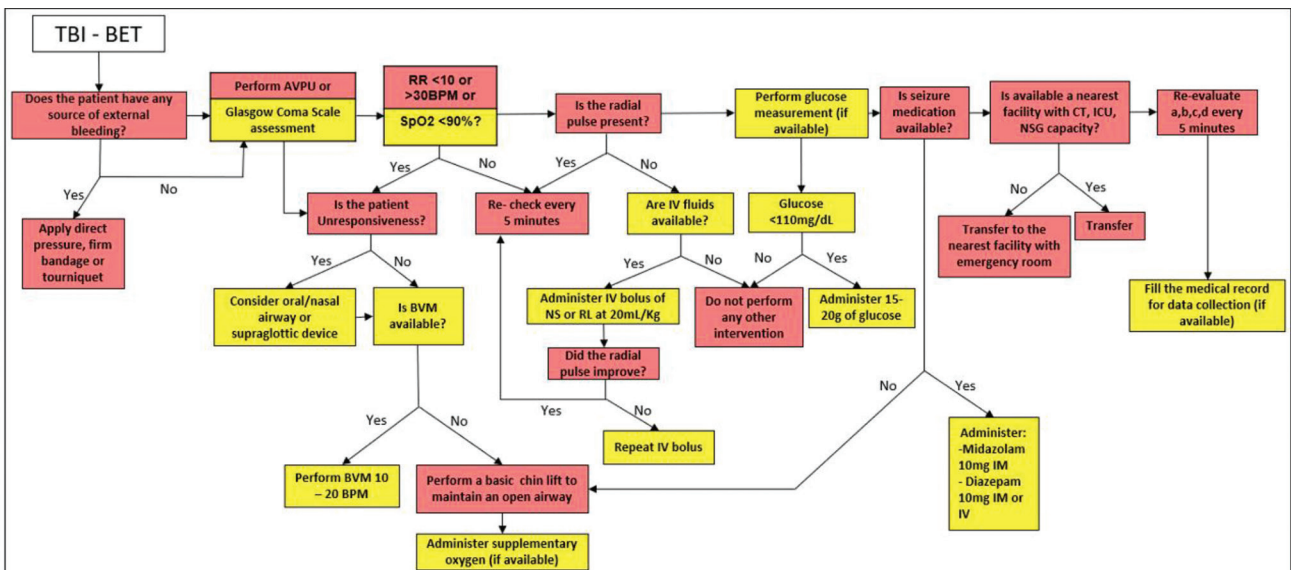 TBI - BET
Does the patient have any
source of external
bleeding?
Perform AVPU or
Glasgow Coma Scale
assessment
RR <10 or
>30BPM or
SpO2 <90%?
Is the radial
pulse present?
Perform glucose
measurement (if
available)
Is seizure
medication
available?
Is available a nearest
facility with CT, ICU,
NSG capacity?
Re-evaluate
a,b,c,d every
5 minutes
Yes
No
Apply direct
pressure, firm
bandage or
tourniquet
Yes
No
Is the patient
Unresponsiveness?
Re- check every
5 minutes
Yes
No
Are IV fluids
available?
Glucose
<110mg/dL
No
Yes
Transfer to the
nearest facility with
emergency room
Transfer
Yes
No
Consider oral/nasal
airway or
supraglottic device
Is BVM
available?
Yes
No
Administer IV bolus of
NS or RL at 20mL/Kg
No
Yes
Do not perform
any other
intervention
Administer 15-
20g of glucose
Fill the medical record
for data collection (if
available)
Did the radial
pulse improve?
Yes
No
Repeat IV bolus
Yes
No
Perform BVM 10
– 20 BPM
Perform a basic chin lift to
maintain an open airway
Administer supplementary
oxygen (if available)
No
Yes
Administer:
-Midazolam
10mg IM
- Diazepam
10mg IM or
IV